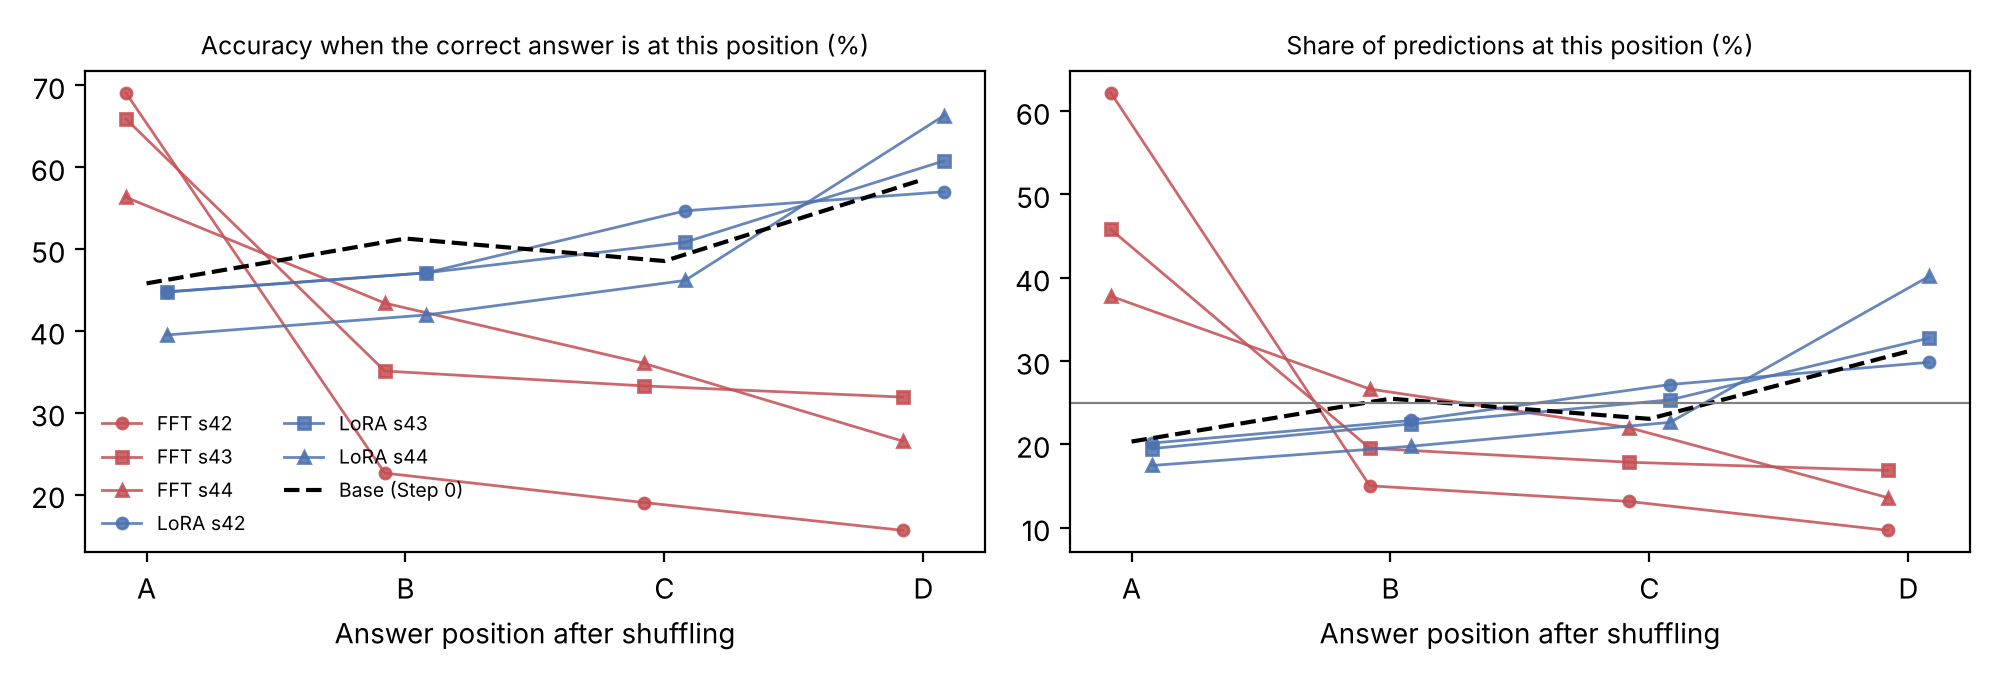 Accuracy when the correct answer is at this position (%)
70
60
50
40
30
20
FFT s42
FFT s43
FFT s44
LoRA s42
LoRA s43
LoRA s44
Base (Step 0)
A B C D
Answer position after shuffling
Share of predictions at this position (%)
60
50
40
30
20
10
A B C D
Answer position after shuffling